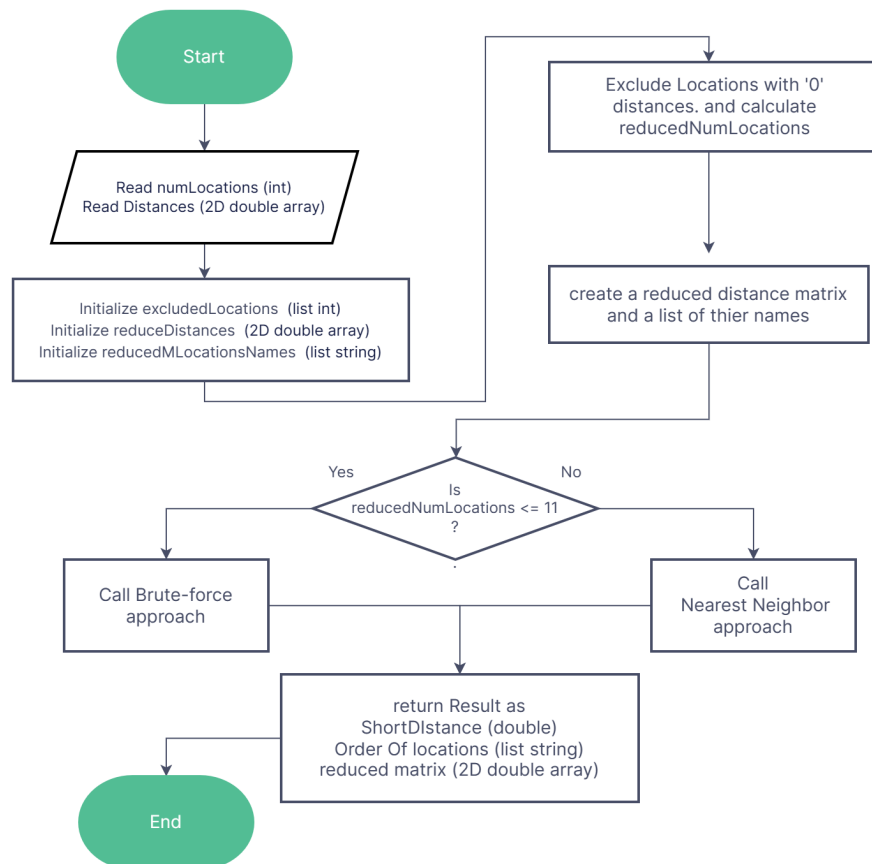 Start
Read numLocations (int)
Read Distances (2D double array)
Initialize excludedLocations (list int)
Initialize reduceDistances (2D double array)
Initialize reducedMLocationsNames (list string)
Exclude Locations with '0'
distances. and calculate
reducedNumLocations
create a reduced distance matrix
and a list of thier names
Yes
No
Is
reducedNumLocations <= 11
?
.
Call Brute-force
approach
Call
Nearest Neighbor
approach
return Result as
ShortDIstance (double)
Order Of locations (list string)
reduced matrix (2D double array)
End